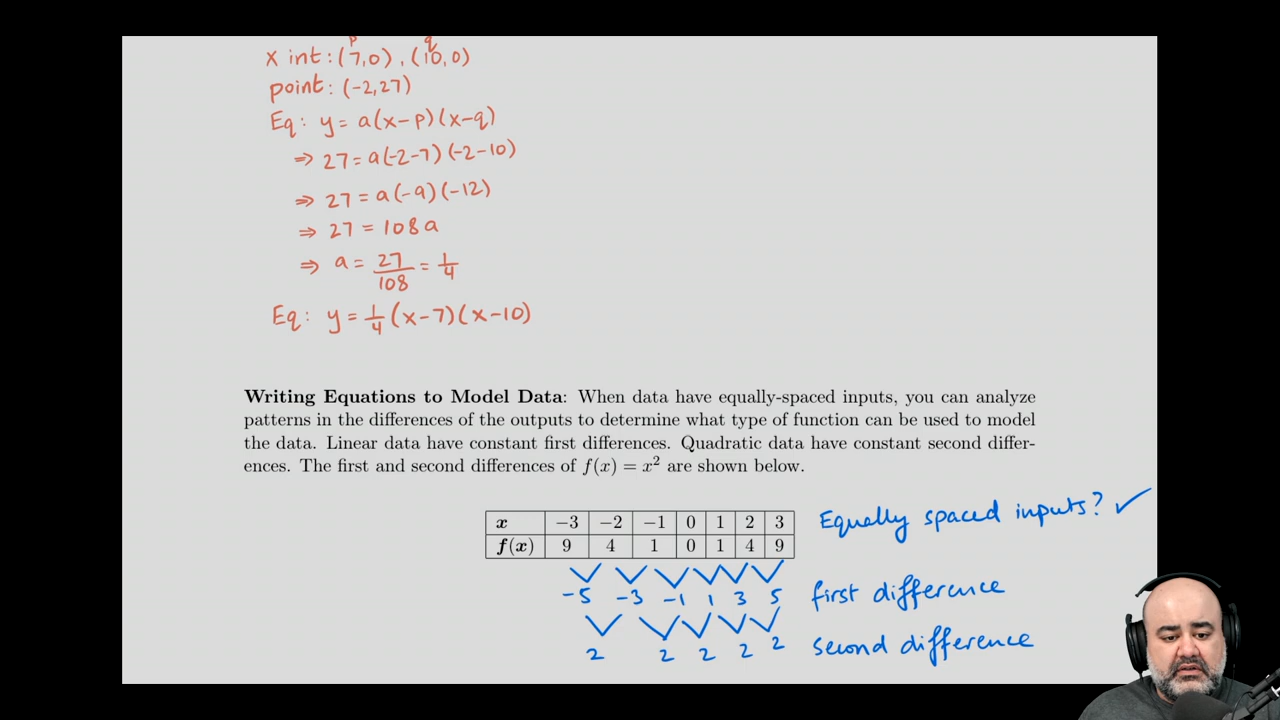 p q
x int: (7,0), (10,0)
point: (-2,27)
Eq: y = a(x-p)(x-q)
⇒ 27 = a(-2-7)(-2-10)
⇒ 27 = a(-9)(-12)
⇒ 27 = 108a
⇒ a = 27/108 = 1/4
Eq: y = 1/4 (x-7)(x-10)
Writing Equations to Model Data: When data have equally-spaced inputs, you can analyze
patterns in the differences of the outputs to determine what type of function can be used to model
the data. Linear data have constant first differences. Quadratic data have constant second differ-
ences. The first and second differences of f(x) = x² are shown below.
x −3 −2 −1 0 1 2 3 Equally spaced inputs? ✓
f(x) 9 4 1 0 1 4 9
-5 -3 -1 1 3 5 first difference
2 2 2 2 2 second difference